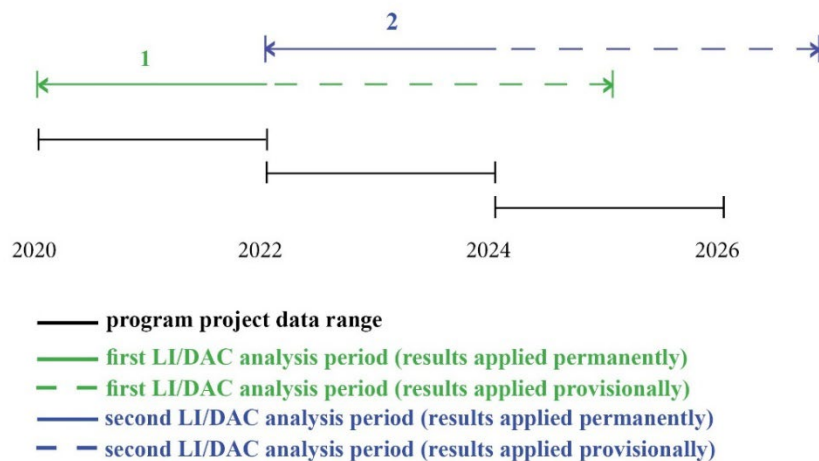 2
1
2020 2022 2024 2026
program project data range
first LI/DAC analysis period (results applied permanently)
first LI/DAC analysis period (results applied provisionally)
second LI/DAC analysis period (results applied permanently)
second LI/DAC analysis period (results applied provisionally)